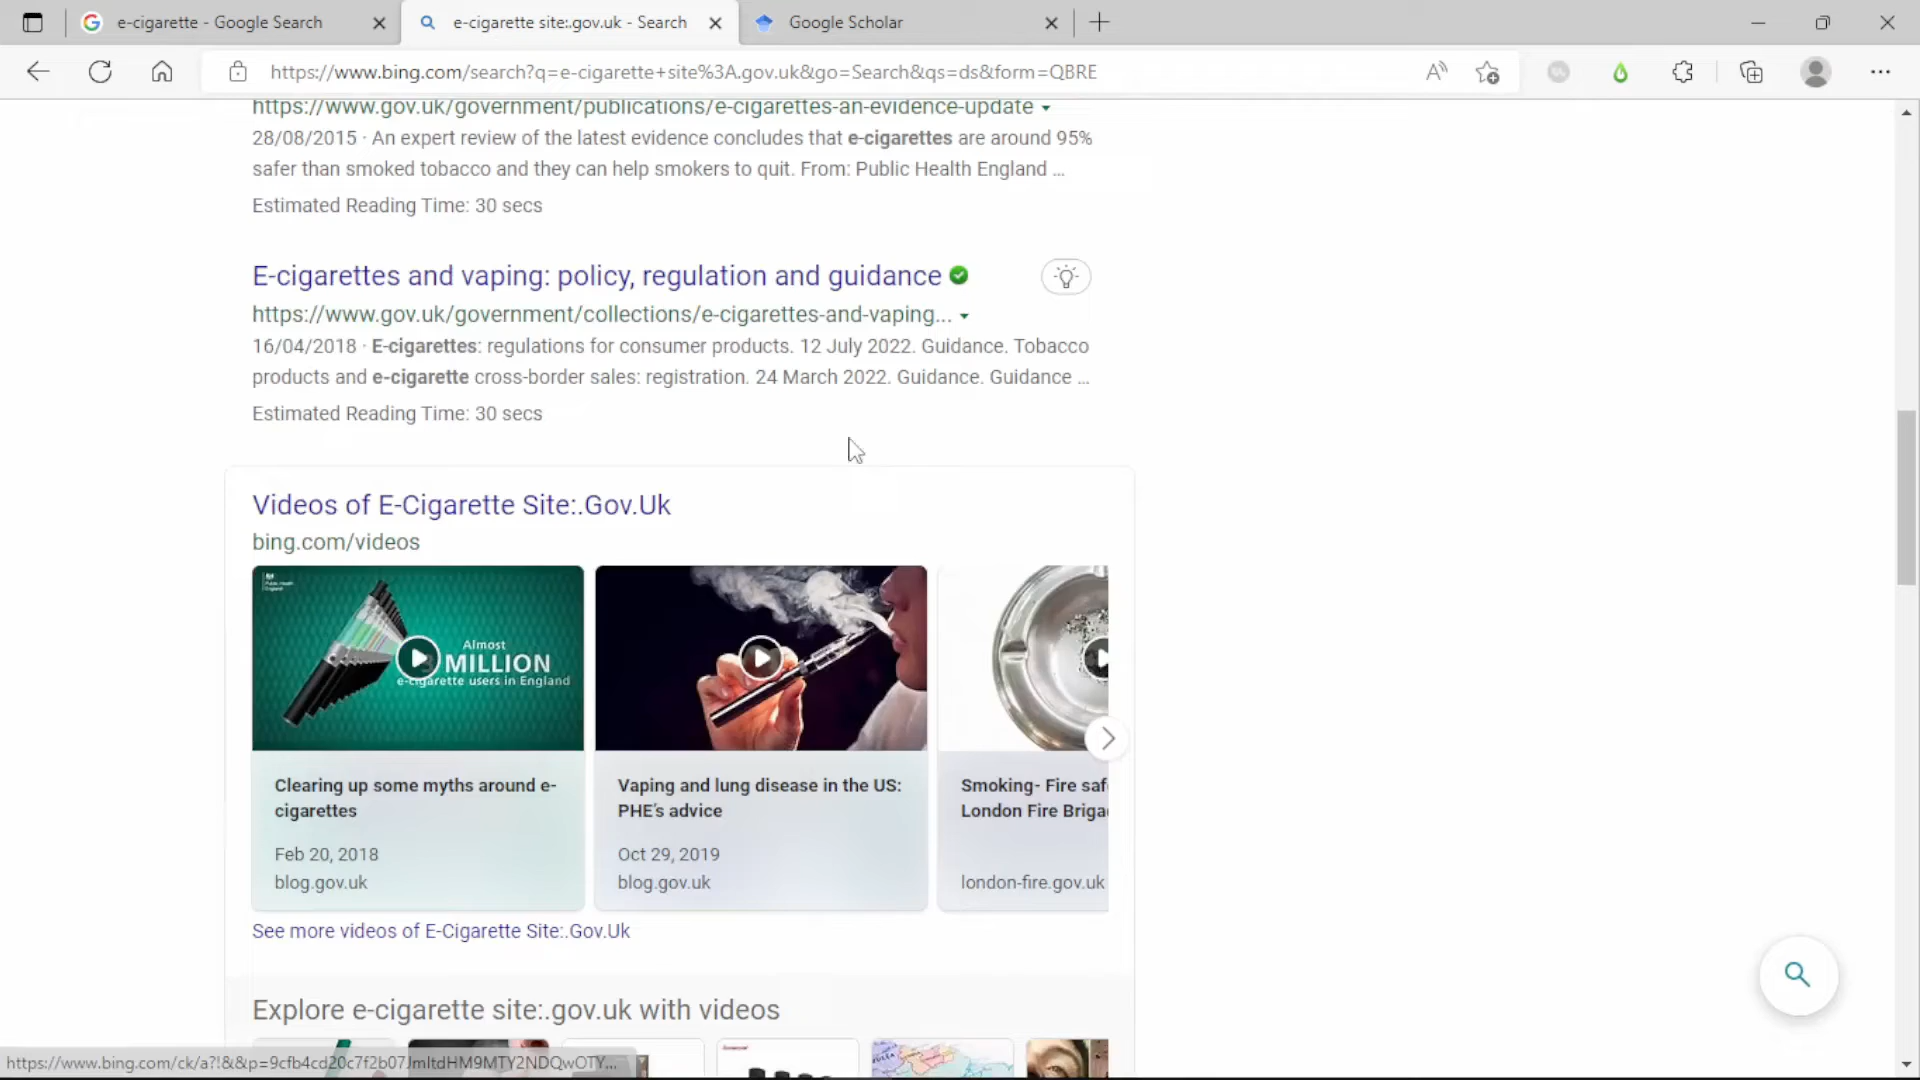 e-cigarette - Google Search
e-cigarette site:.gov.uk - Search
Google Scholar
https://www.bing.com/search?q=e-cigarette+site%3A.gov.uk&go=Search&qs=ds&form=QBRE
https://www.gov.uk/government/publications/e-cigarettes-an-evidence-update
28/08/2015 · An expert review of the latest evidence concludes that e-cigarettes are around 95%
safer than smoked tobacco and they can help smokers to quit. From: Public Health England ...
Estimated Reading Time: 30 secs
E-cigarettes and vaping: policy, regulation and guidance
https://www.gov.uk/government/collections/e-cigarettes-and-vaping...
16/04/2018 · E-cigarettes: regulations for consumer products. 12 July 2022. Guidance. Tobacco
products and e-cigarette cross-border sales: registration. 24 March 2022. Guidance. Guidance ...
Estimated Reading Time: 30 secs
Videos of E-Cigarette Site:.Gov.Uk
bing.com/videos
Almost
MILLION
e-cigarette users in England
Clearing up some myths around e-
cigarettes
Feb 20, 2018
blog.gov.uk
Vaping and lung disease in the US:
PHE's advice
Oct 29, 2019
blog.gov.uk
Smoking- Fire saf
London Fire Briga
london-fire.gov.uk
See more videos of E-Cigarette Site:.Gov.Uk
Explore e-cigarette site:.gov.uk with videos
https://www.bing.com/ck/a?!&&p=9cfb4cd20c7f2b07JmltdHM9MTY2NDQwOTY...